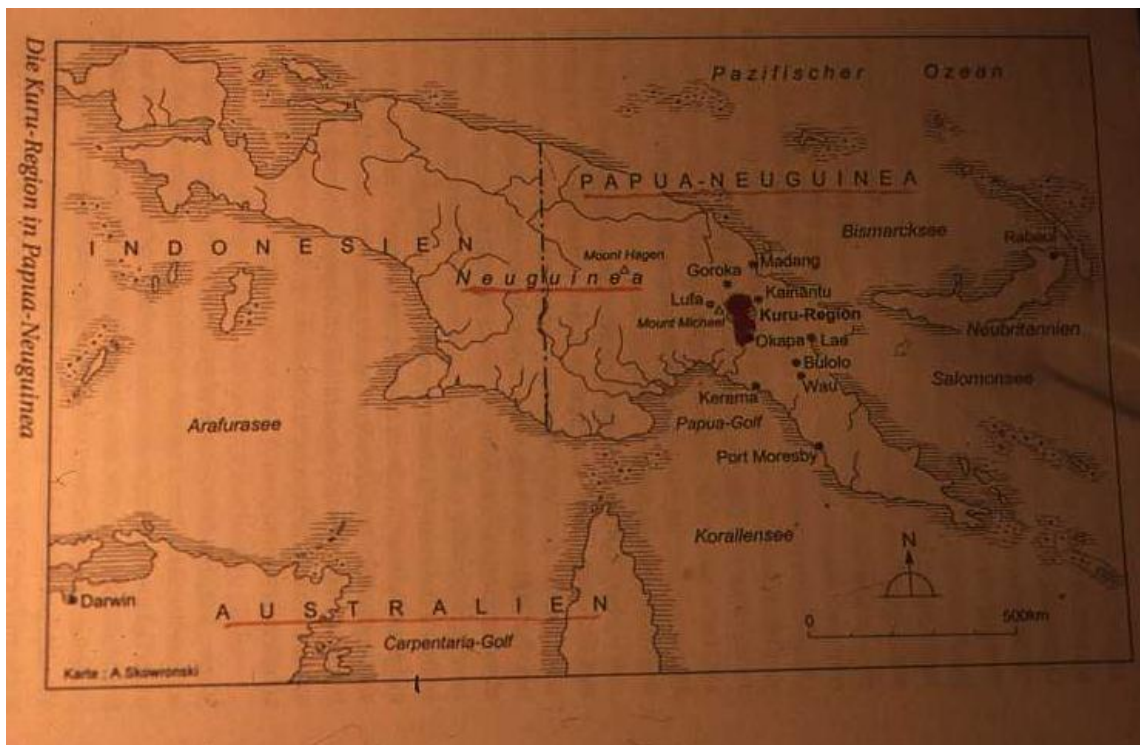 Die Kuru-Region in Papua-Neuguinea
Pazifischer Ozean
PAPUA-NEUGUINEA
Bismarcksee
Rabaul
INDONESIEN
Moont Hagen
Neuguinea
Goroka
Madang
Lufa
Kainantu
Mount Michael
Kuru-Region
Neubritannien
Okapa
Lae
Bulolo
Wau
Salomonsee
Kerema
Arafurasee
Papua-Golf
Port Moresby
Korallensee
N
Darwin
AUSTRALIEN
0
500km
Carpentaria-Golf
Karte : A.Skowronski